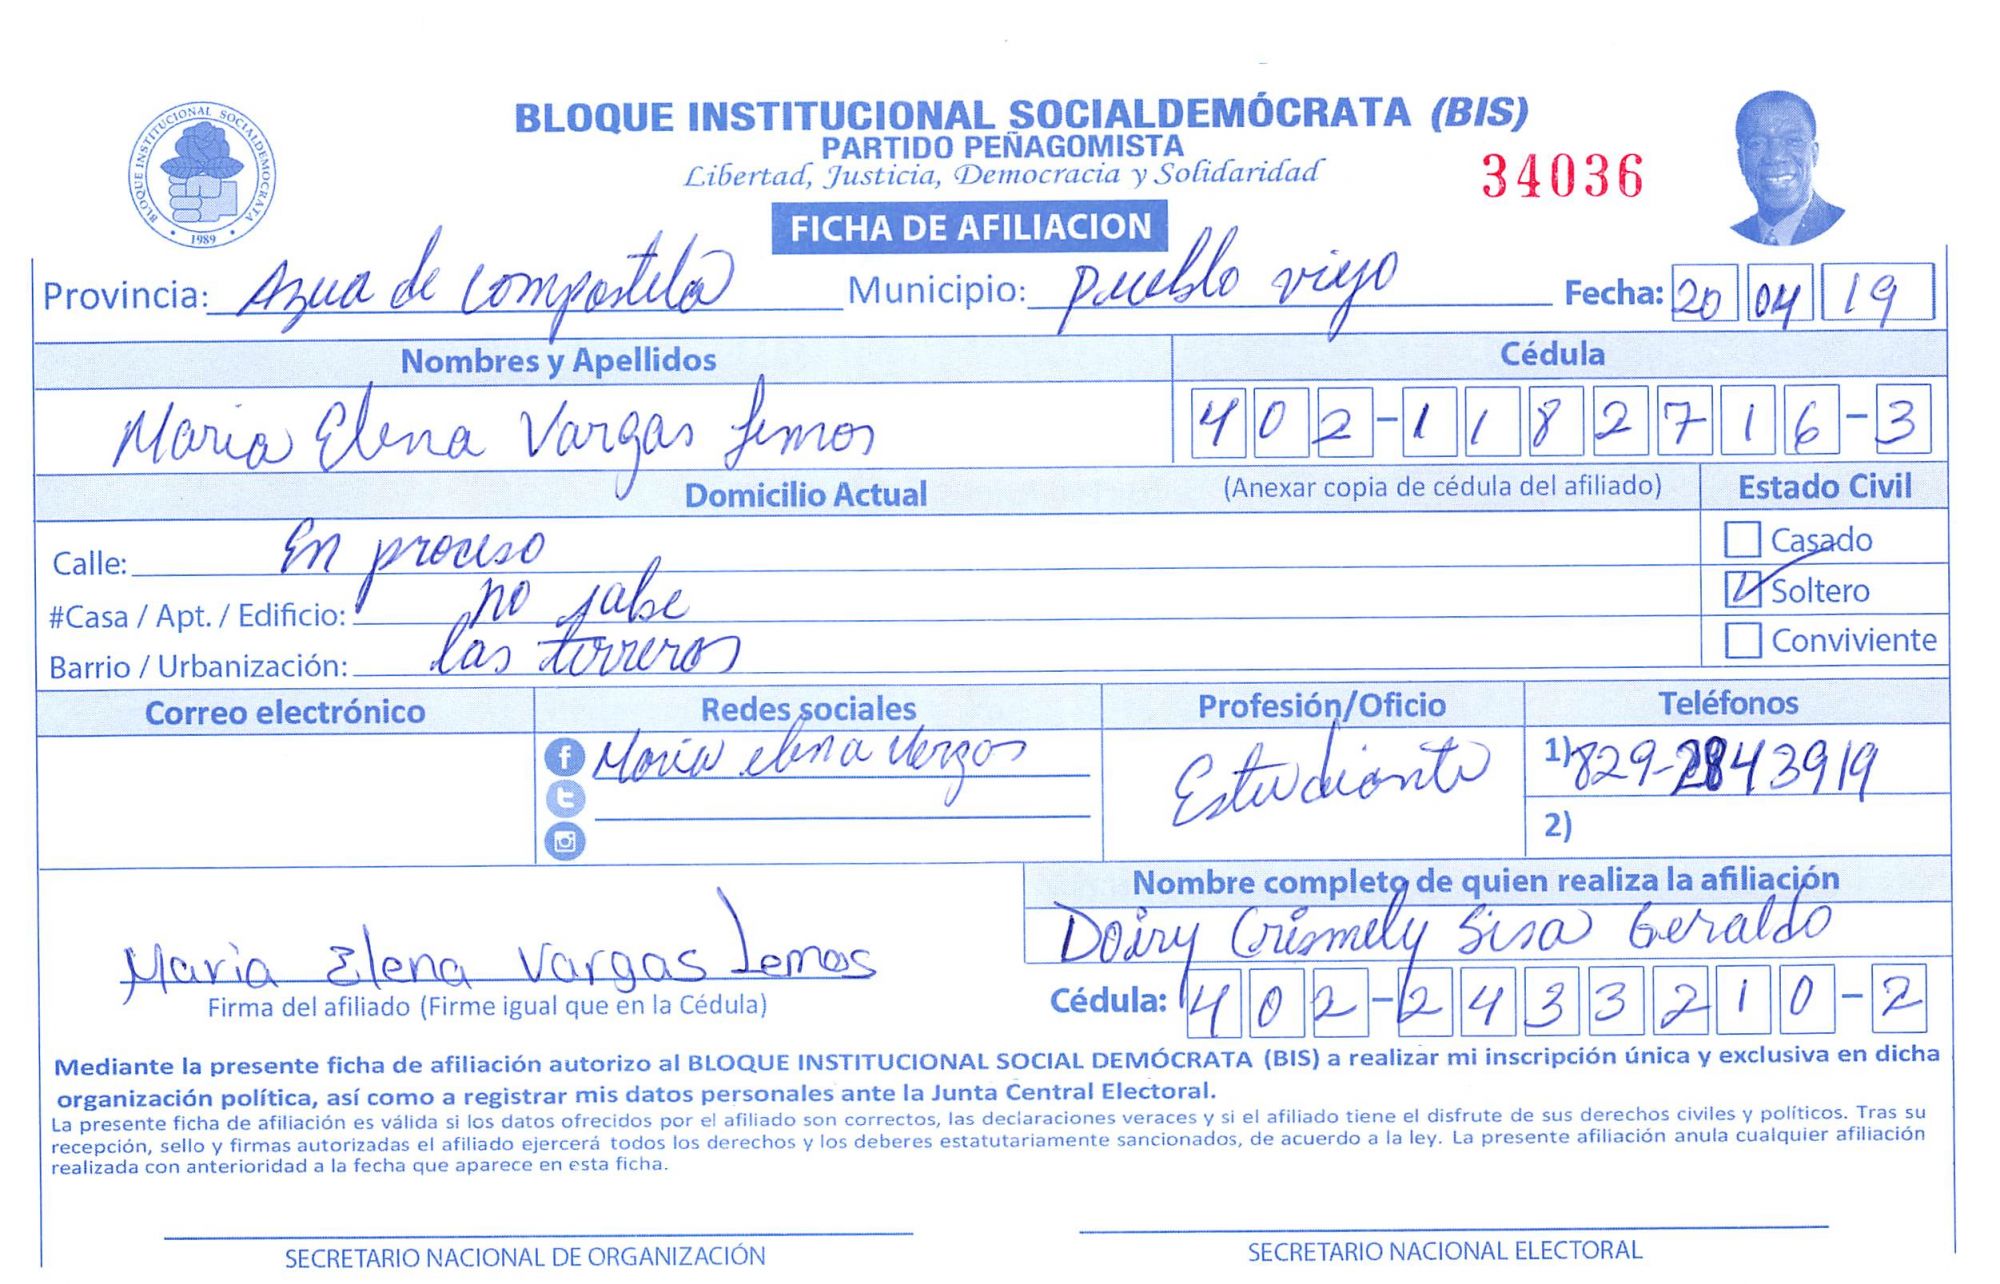 BLOQUE INSTITUCIONAL SOCIALDEMÓCRATA (BIS)
PARTIDO PEÑAGOMISTA
Libertad, Justicia, Democracia y Solidaridad
34036
BLOQUE INSTITUCIONAL SOCIALDEMOCRATA
1989
FICHA DE AFILIACION
Provincia: Azua de compostela Municipio: Pueblo viejo Fecha: 20 04 19
Nombres y Apellidos Cédula
Maria Elena Vargas Lemos 402-1182716-3
Domicilio Actual (Anexar copia de cédula del afiliado) Estado Civil
Calle: En proceso Casado
#Casa / Apt. / Edificio: no sabe Soltero
Barrio / Urbanización: las terreros Conviviente
Correo electrónico Redes sociales Profesión/Oficio Teléfonos
Maria elena Vargas Estudiante 1) 829-
2)
Nombre completo de quien realiza la afiliación
Doiry Crismely Sisa Geraldo
Maria Elena Vargas Lemos
Firma del afiliado (Firme igual que en la Cédula) Cédula: 402-2433210-2
Mediante la presente ficha de afiliación autorizo al BLOQUE INSTITUCIONAL SOCIAL DEMÓCRATA (BIS) a realizar mi inscripción única y exclusiva en dicha
organización política, así como a registrar mis datos personales ante la Junta Central Electoral.
La presente ficha de afiliación es válida si los datos ofrecidos por el afiliado son correctos, las declaraciones veraces y si el afiliado tiene el disfrute de sus derechos civiles y políticos. Tras su
recepción, sello y firmas autorizadas el afiliado ejercerá todos los derechos y los deberes estatutariamente sancionados, de acuerdo a la ley. La presente afiliación anula cualquier afiliación
realizada con anterioridad a la fecha que aparece en esta ficha.
SECRETARIO NACIONAL DE ORGANIZACIÓN SECRETARIO NACIONAL ELECTORAL